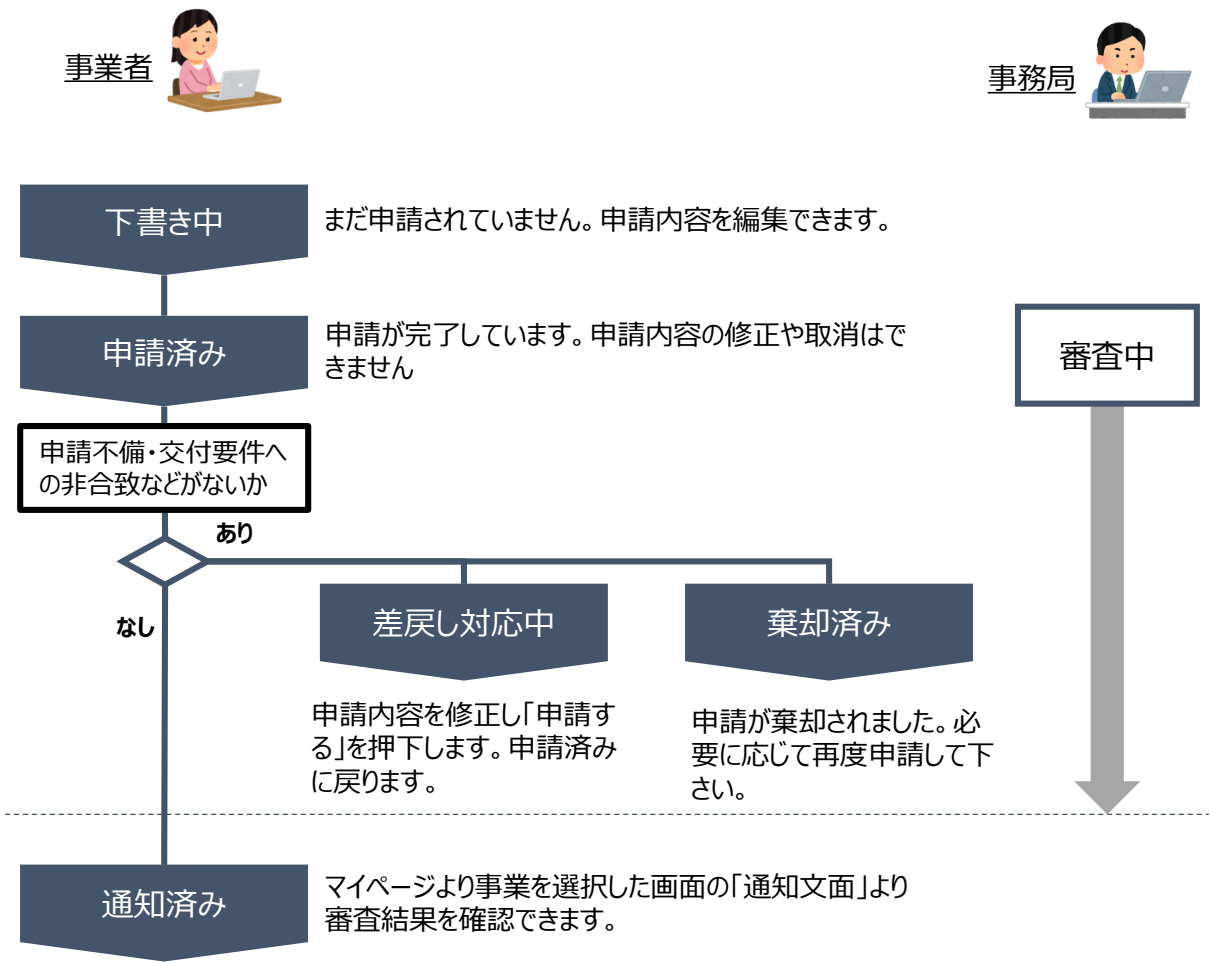 事業者
事務局
下書き中
まだ申請されていません。申請内容を編集できます。
申請済み
申請が完了しています。申請内容の修正や取消はで
きません
審査中
申請不備・交付要件へ
の非合致などがないか
あり
なし
差戻し対応中
棄却済み
申請内容を修正し「申請す
る」を押下します。申請済み
に戻ります。
申請が棄却されました。必
要に応じて再度申請して下
さい。
通知済み
マイページより事業を選択した画面の「通知文面」より
審査結果を確認できます。